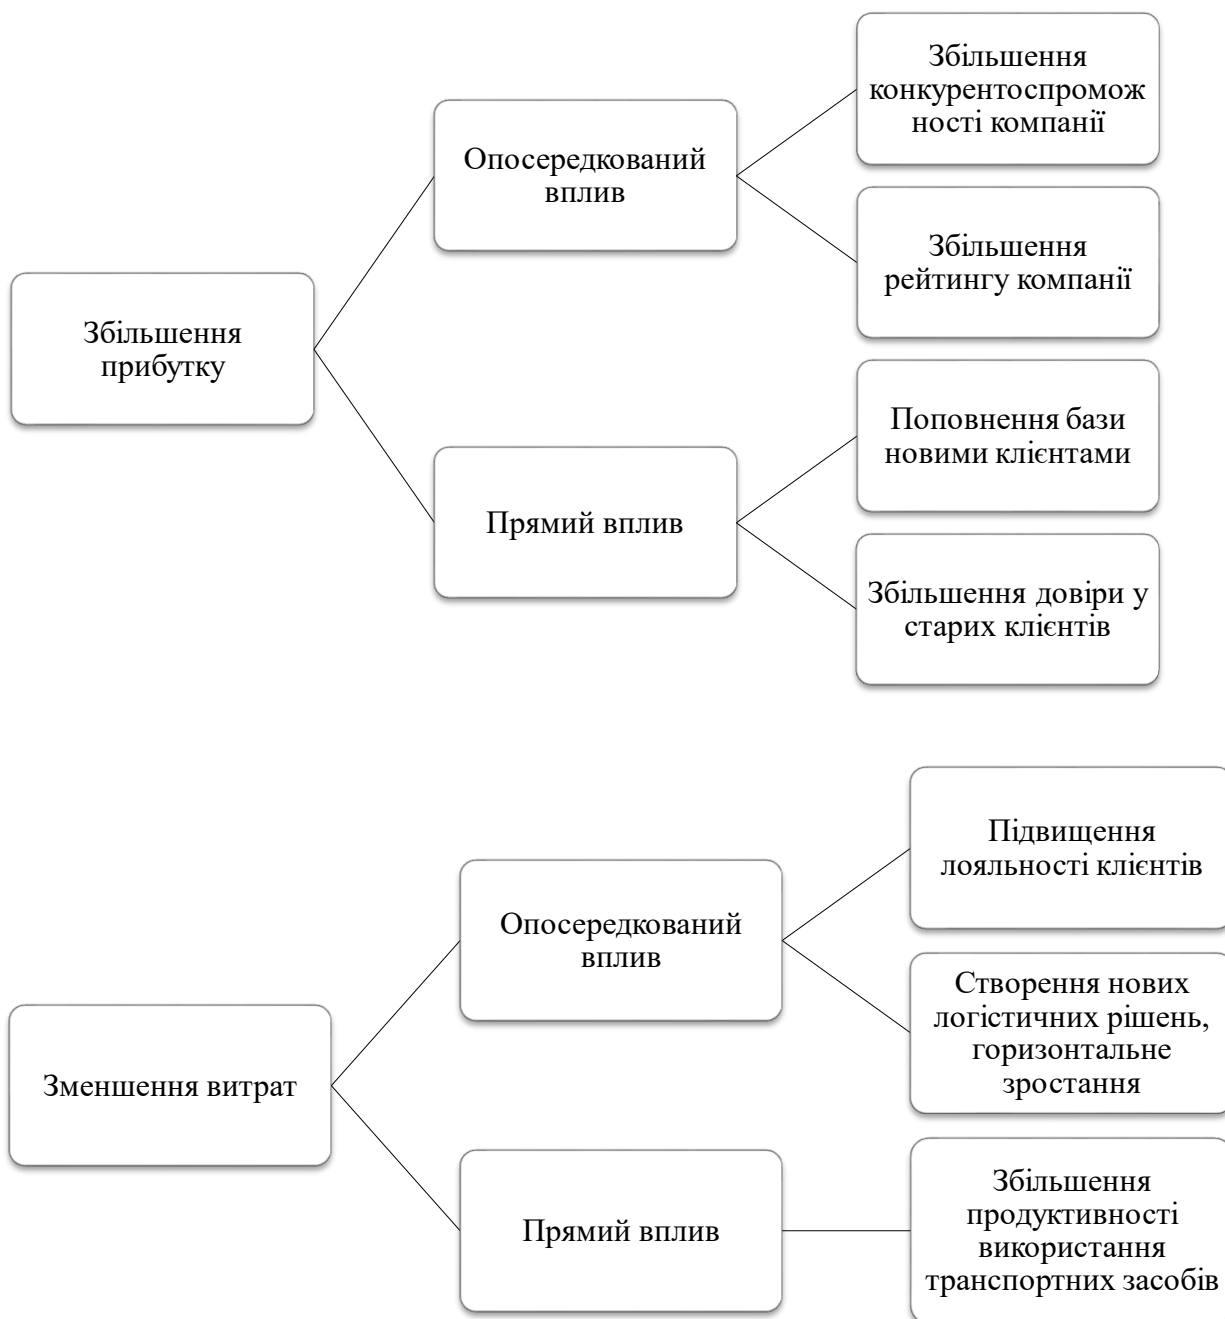 Збільшення
прибутку
Опосередкований
вплив
Прямий вплив
Збільшення
конкурентоспромож
ності компанії
Збільшення
рейтингу компанії
Поповнення бази
новими клієнтами
Збільшення довіри у
старих клієнтів
Зменшення витрат
Опосередкований
вплив
Прямий вплив
Підвищення
лояльності клієнтів
Створення нових
логістичних рішень,
горизонтальне
зростання
Збільшення
продуктивності
використання
транспортних засобів